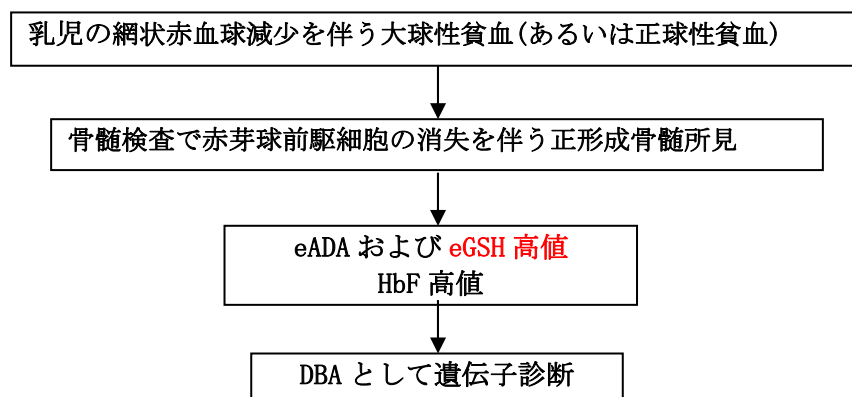 乳児の網状赤血球減少を伴う大球性貧血(あるいは正球性貧血)
骨髄検査で赤芽球前駆細胞の消失を伴う正形成骨髄所見
eADA および eGSH 高値
HbF 高値
DBA として遺伝子診断